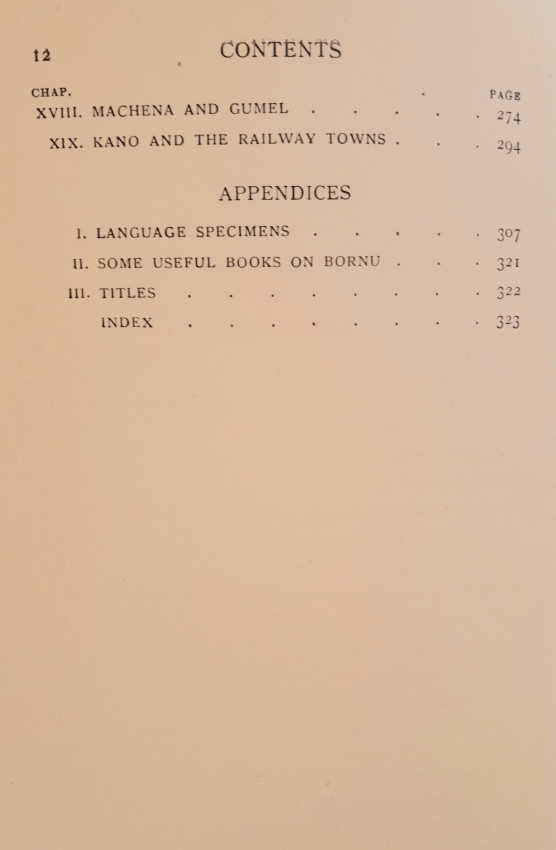 12 CONTENTS
CHAP. PAGE
XVIII. MACHENA AND GUMEL . . . . . 274
XIX. KANO AND THE RAILWAY TOWNS . . . 294
APPENDICES
I. LANGUAGE SPECIMENS . . . . . 307
II. SOME USEFUL BOOKS ON BORNU . . . 321
III. TITLES . . . . . . . . 322
INDEX . . . . . . . . 323